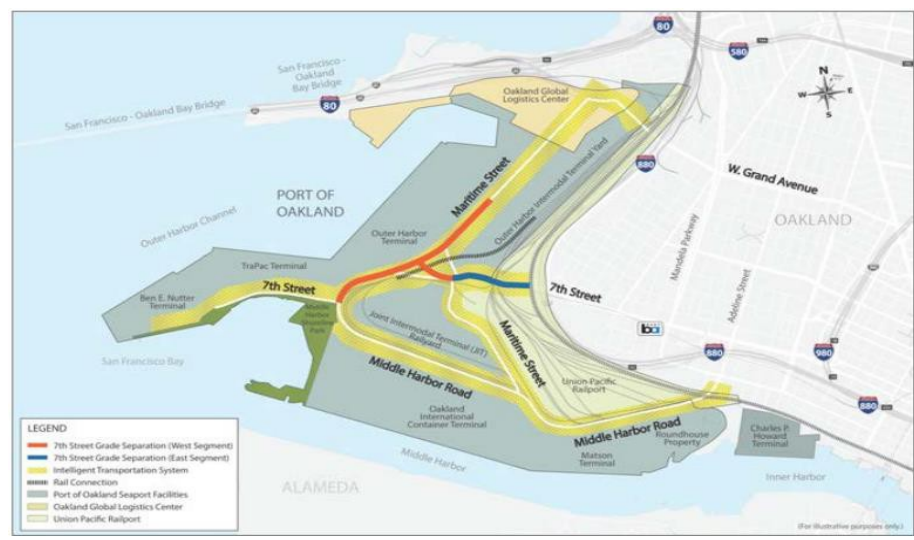 80
580
San Francisco -
Oakland
Bay Bridge
San Francisco - Oakland Bay Bridge
80
Oakland Global
Logistics Center
N
W
E
S
880
W. Grand Avenue
Maritime Street
Outer Harbor Intermodal Terminal Yard
PORT OF
OAKLAND
OAKLAND
Outer Harbor Channel
Outer Harbor
Terminal
Mandela Parkway
Adeline Street
TraPac Terminal
7th Street
7th Street
Ben E. Nutter
Terminal
Middle
Harbor
Shoreline
Park
Joint Intermodal Terminal (JIT)
Railyard
Maritime Street
San Francisco Bay
880
980
Middle Harbor Road
Union Pacific
Railport
880
Oakland
International
Container Terminal
Middle Harbor Road
Roundhouse
Property
Charles P.
Howard
Terminal
Matson
Terminal
Middle Harbor
Inner Harbor
ALAMEDA
LEGEND
7th Street Grade Separation (West Segment)
7th Street Grade Separation (East Segment)
Intelligent Transportation System
Rail Connection
Port of Oakland Seaport Facilities
Oakland Global Logistics Center
Union Pacific Railport
(For illustrative purposes only.)